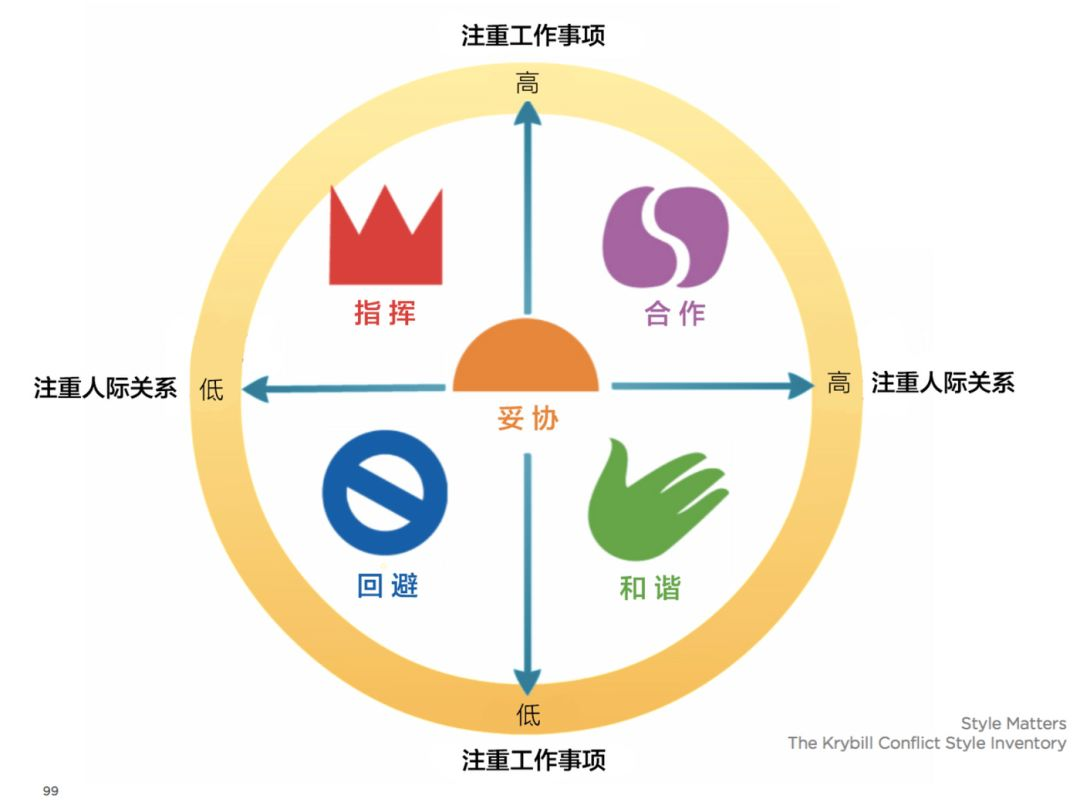 注重工作事项
高
指挥
合作
注重人际关系
低
高
注重人际关系
妥协
回避
和谐
低
注重工作事项
Style Matters
The Krybill Conflict Style Inventory
99